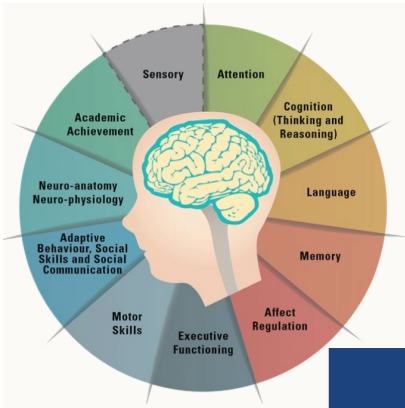 Sensory
Attention
Cognition
(Thinking and
Reasoning)
Language
Memory
Affect
Regulation
Executive
Functioning
Motor
Skills
Adaptive
Behaviour, Social
Skills and Social
Communication
Neuro-anatomy
Neuro-physiology
Academic
Achievement